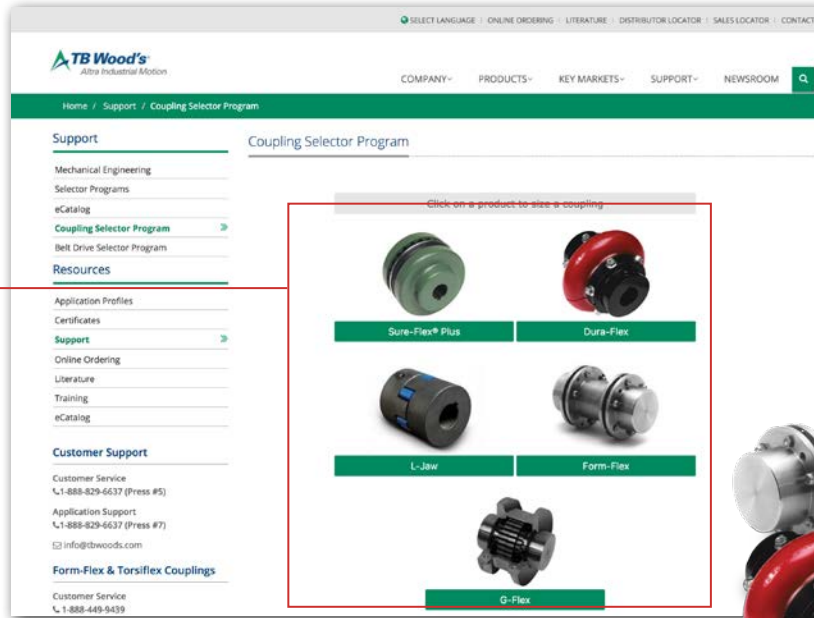 SELECT LANGUAGE | ONLINE ORDERING | LITERATURE | DISTRIBUTOR LOCATOR | SALES LOCATOR | CONTACT
TB Wood's
Altra Industrial Motion
COMPANY PRODUCTS KEY MARKETS SUPPORT NEWSROOM
Home / Support / Coupling Selector Program
Support
Mechanical Engineering
Selector Programs
eCatalog
Coupling Selector Program
Belt Drive Selector Program
Resources
Application Profiles
Certificates
Support
Online Ordering
Literature
Training
eCatalog
Customer Support
Customer Service
1-888-829-6637 (Press #5)
Application Support
1-888-829-6637 (Press #7)
info@tbwoods.com
Form-Flex & Torsiflex Couplings
Customer Service
1-888-449-9439
Coupling Selector Program
Click on a product to size a coupling
Sure-Flex® Plus
Dura-Flex
L-Jaw
Form-Flex
G-Flex